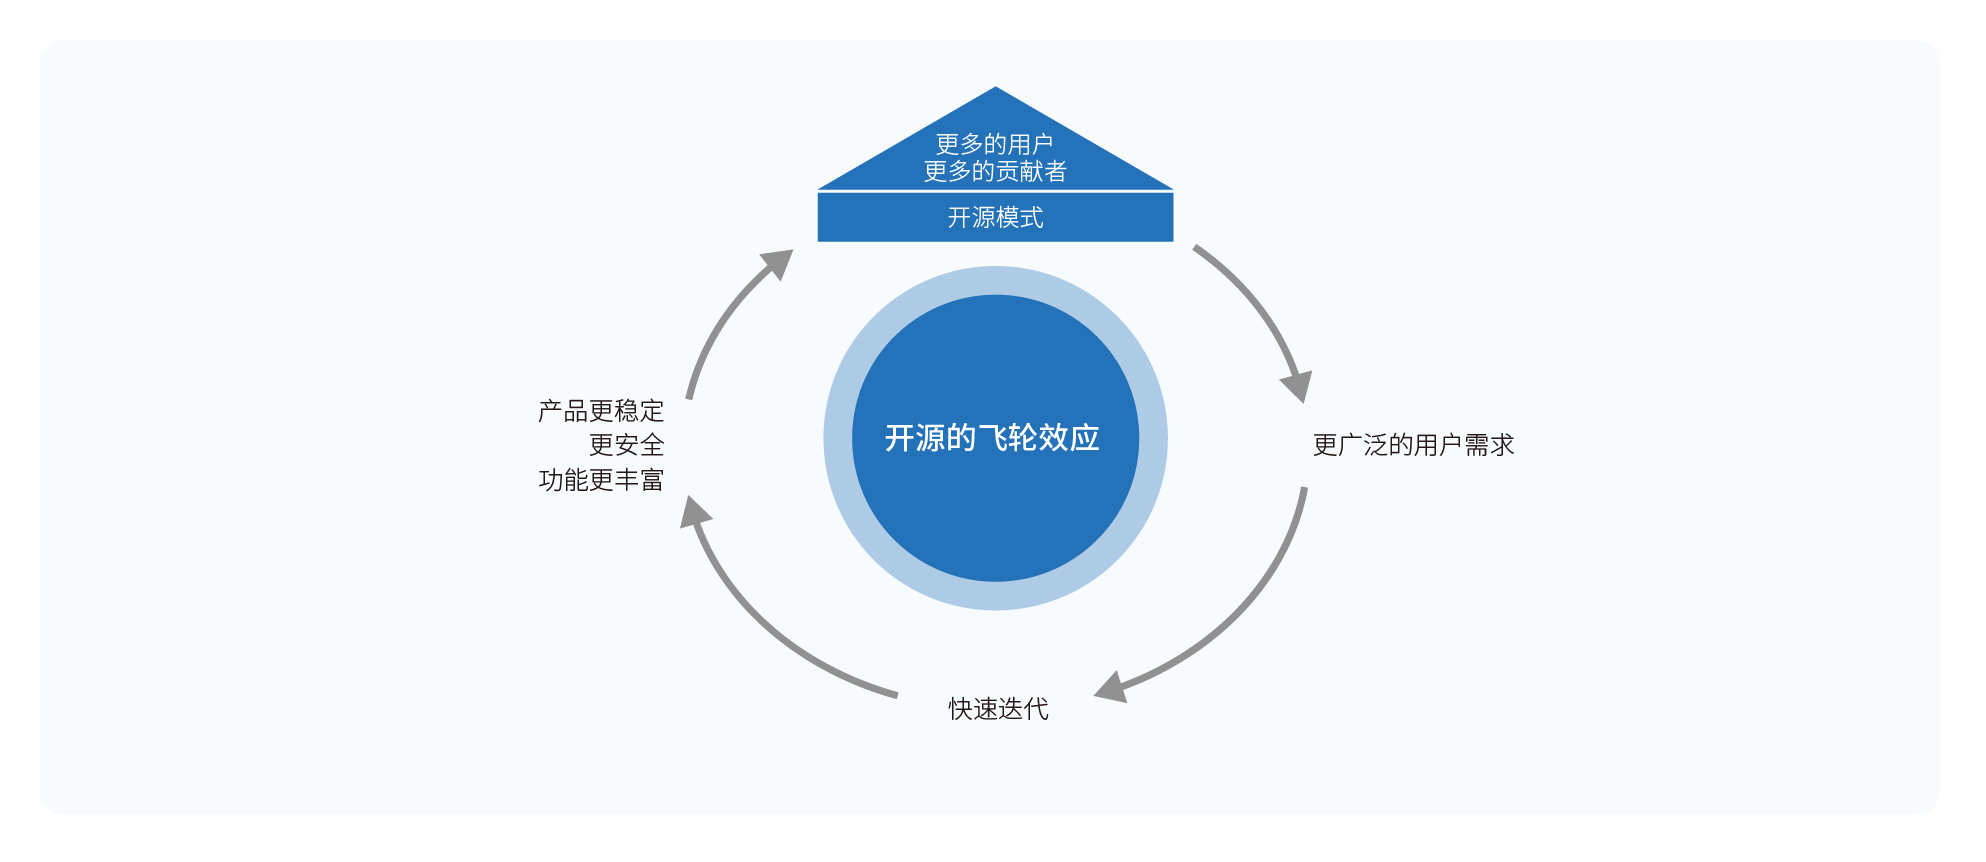 更多的用户
更多的贡献者
开源模式
开源的飞轮效应
产品更稳定
更安全
功能更丰富
更广泛的用户需求
快速迭代